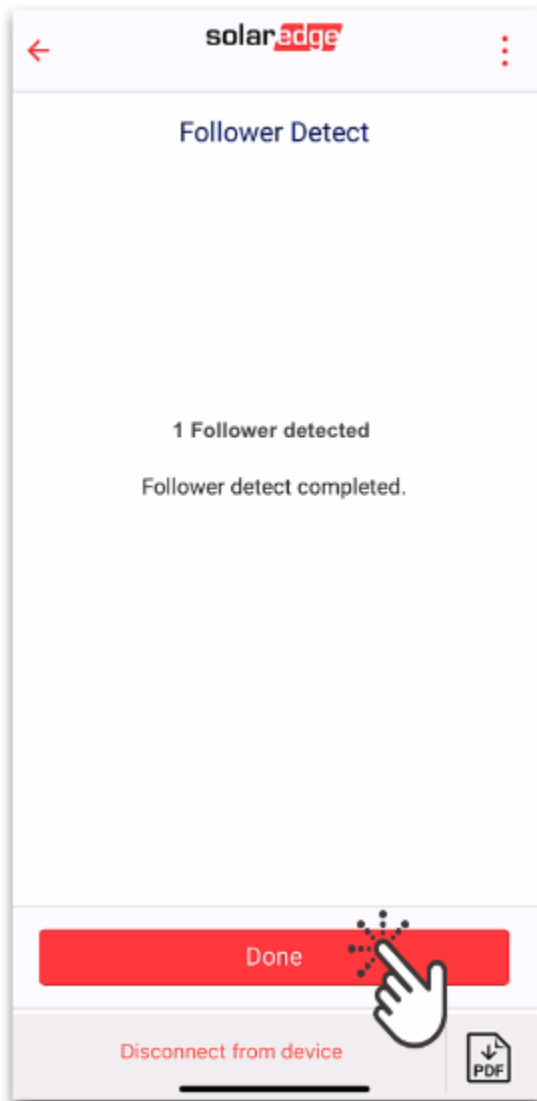 solaredge
Follower Detect
1 Follower detected
Follower detect completed.
Done
Disconnect from device
PDF